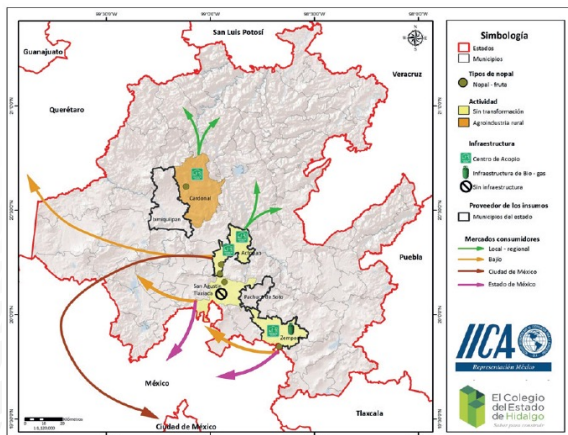 San Luis Potosí
Guanajuato
Veracruz
Querétaro
Cardonal
Ixmiquilpan
Actopan
San Agustín
Tlaxiaca
Pachuca de Soto
Zempoala
Puebla
México
Tlaxcala
Ciudad de México
Simbología
Estados
Municipios
Tipos de nopal
Nopal - fruta
Actividad
Sin transformación
Agroindustria rural
Infraestructura
Centro de Acopio
Infraestructura de Bio - gas
Sin infraestructure
Proveedor de los insumos
Municipios del estado
Mercados consumidores
Local - regional
Bajío
Ciudad de México
Estado de México
IICA
Representación México
El Colegio
del Estado
de Hidalgo